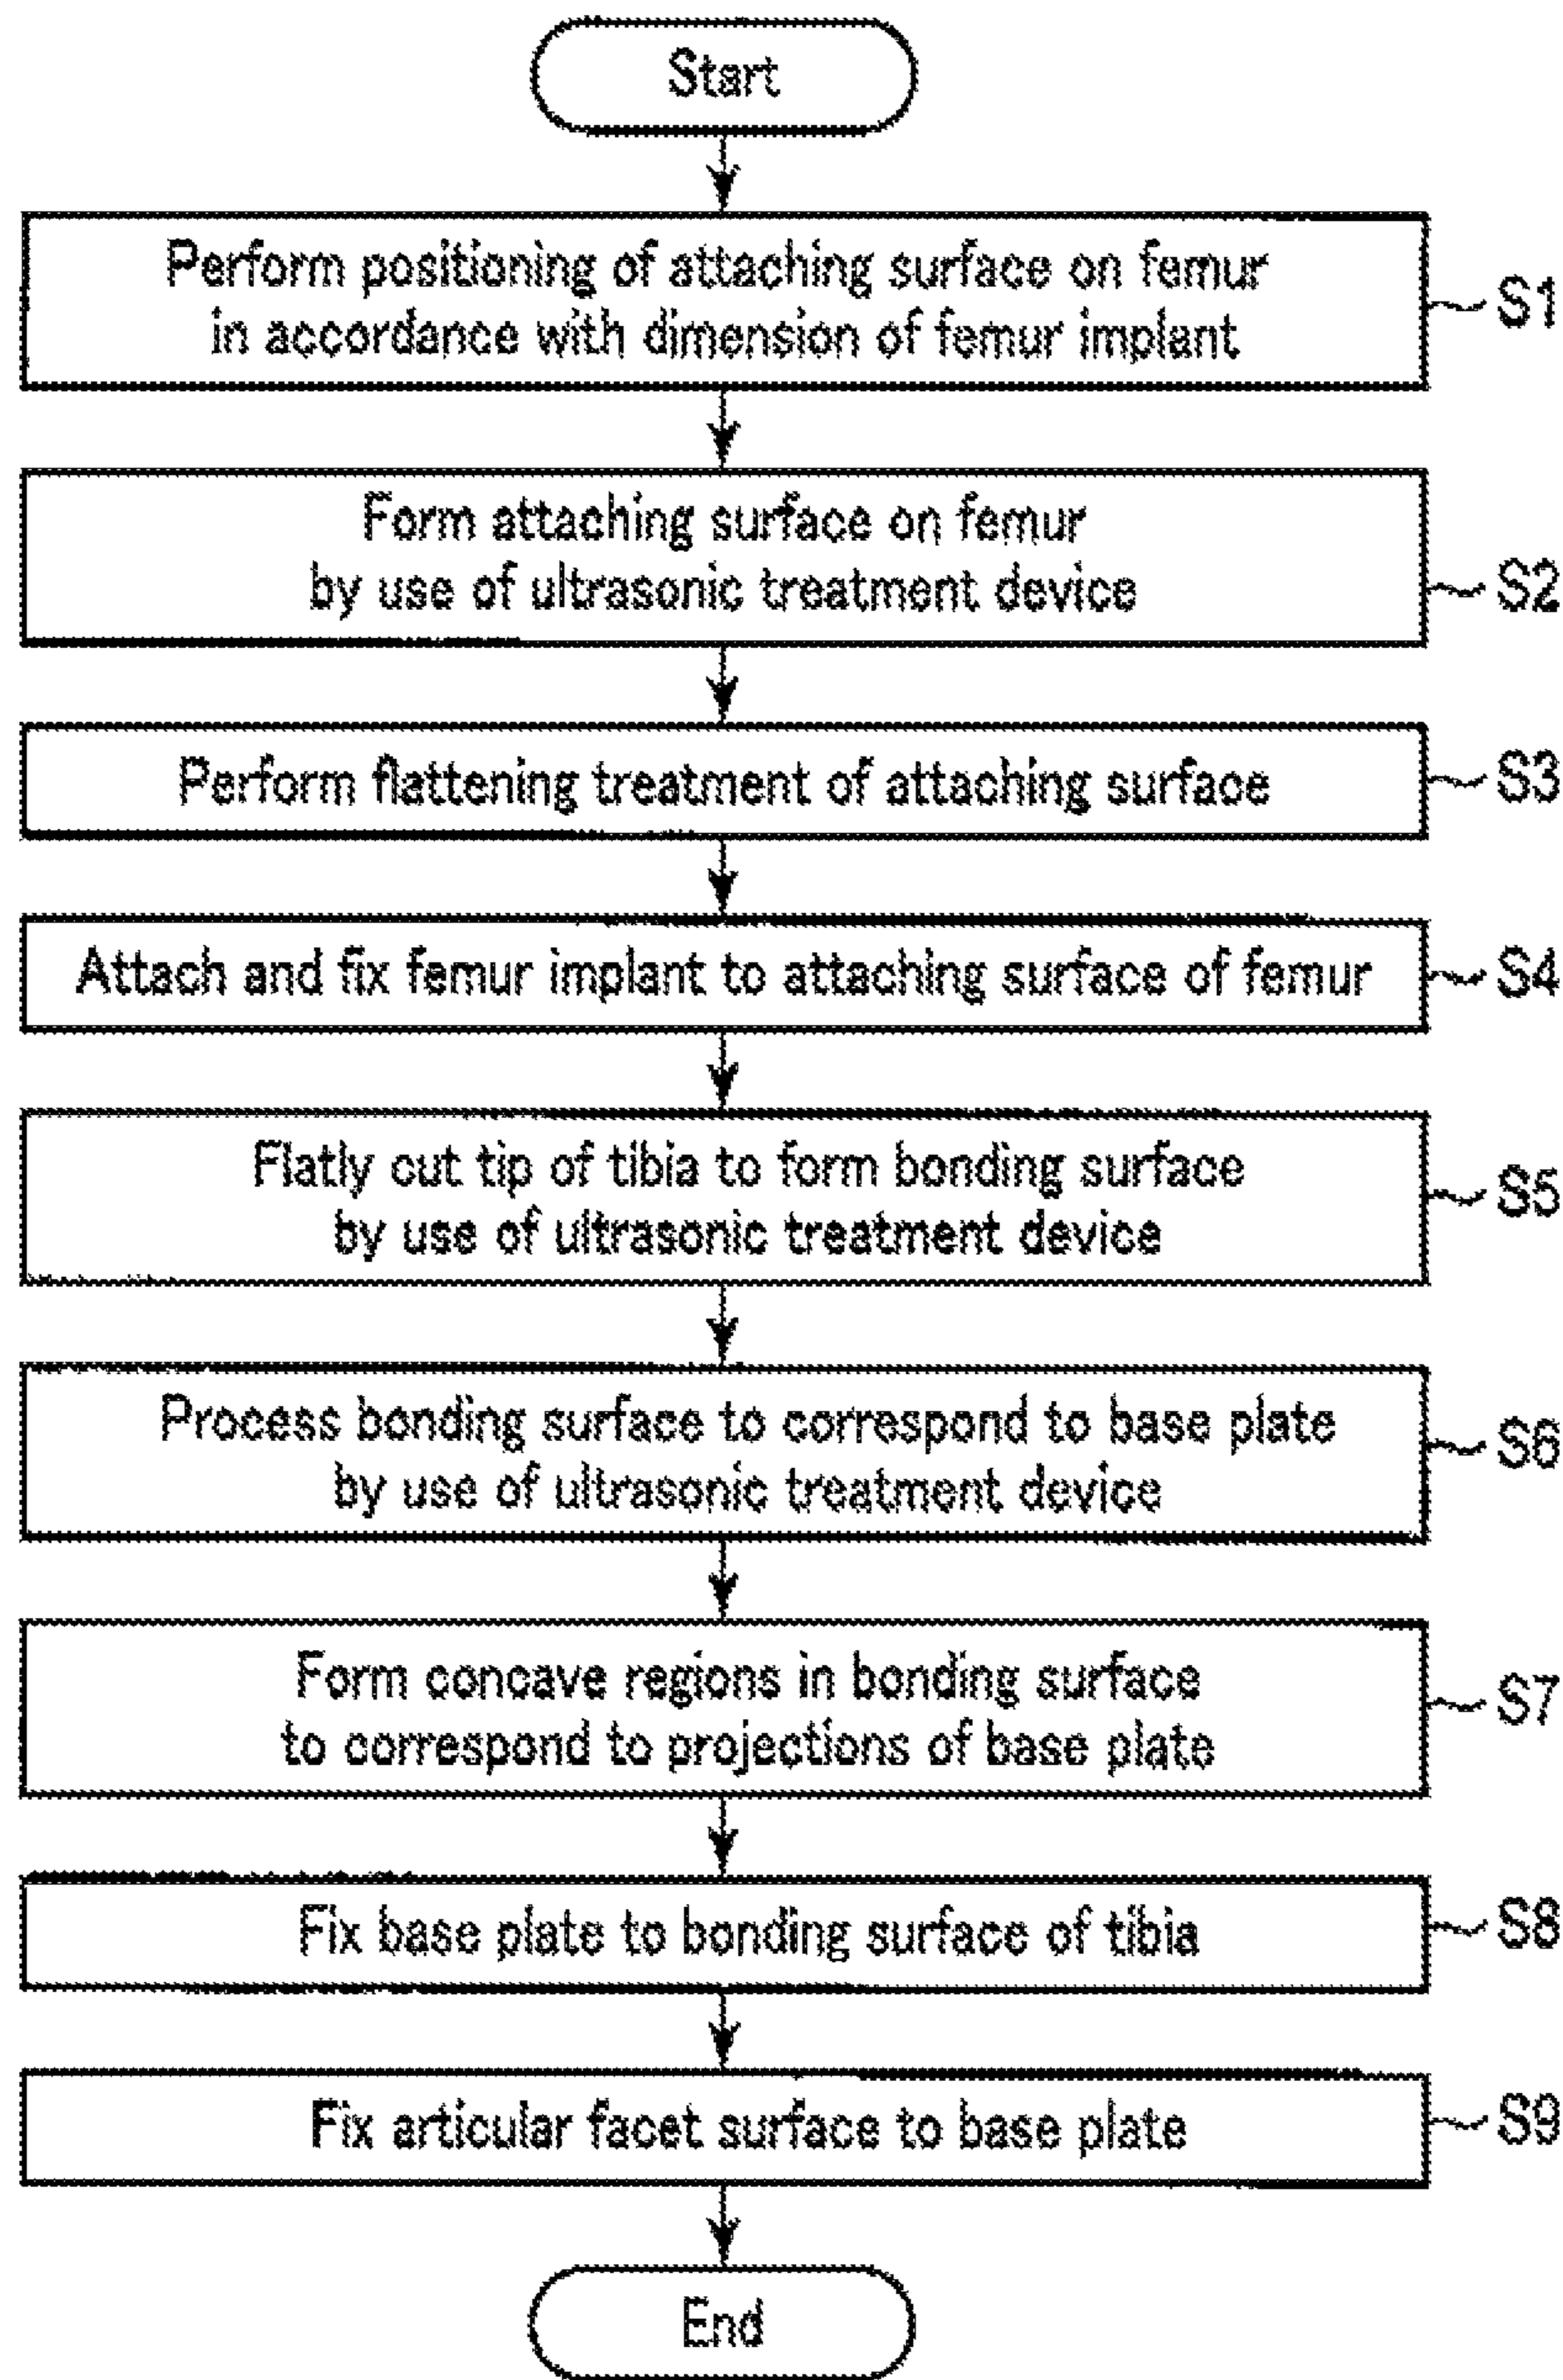 Start
Perform positioning of attaching surface on femur
in accordance with dimension of femur implant
S1
Form attaching surface on femur
by use of ultrasonic treatment device
S2
Perform flattening treatment of attaching surface
S3
Attach and fix femur implant to attaching surface of femur
S4
Flatly cut tip of tibia to form bonding surface
by use of ultrasonic treatment device
S5
Process bonding surface to correspond to base plate
by use of ultrasonic treatment device
S6
Form concave regions in bonding surface
to correspond to projections of base plate
S7
Fix base plate to bonding surface of tibia
S8
Fix articular facet surface to base plate
S9
End